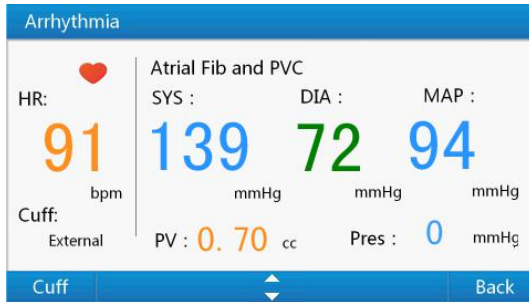 Arrhythmia
Atrial Fib and PVC
HR: SYS : DIA : MAP :
91 139 72 94
bpm mmHg mmHg mmHg
Cuff:
External PV : 0. 70 cc Pres : 0 mmHg
Cuff Back